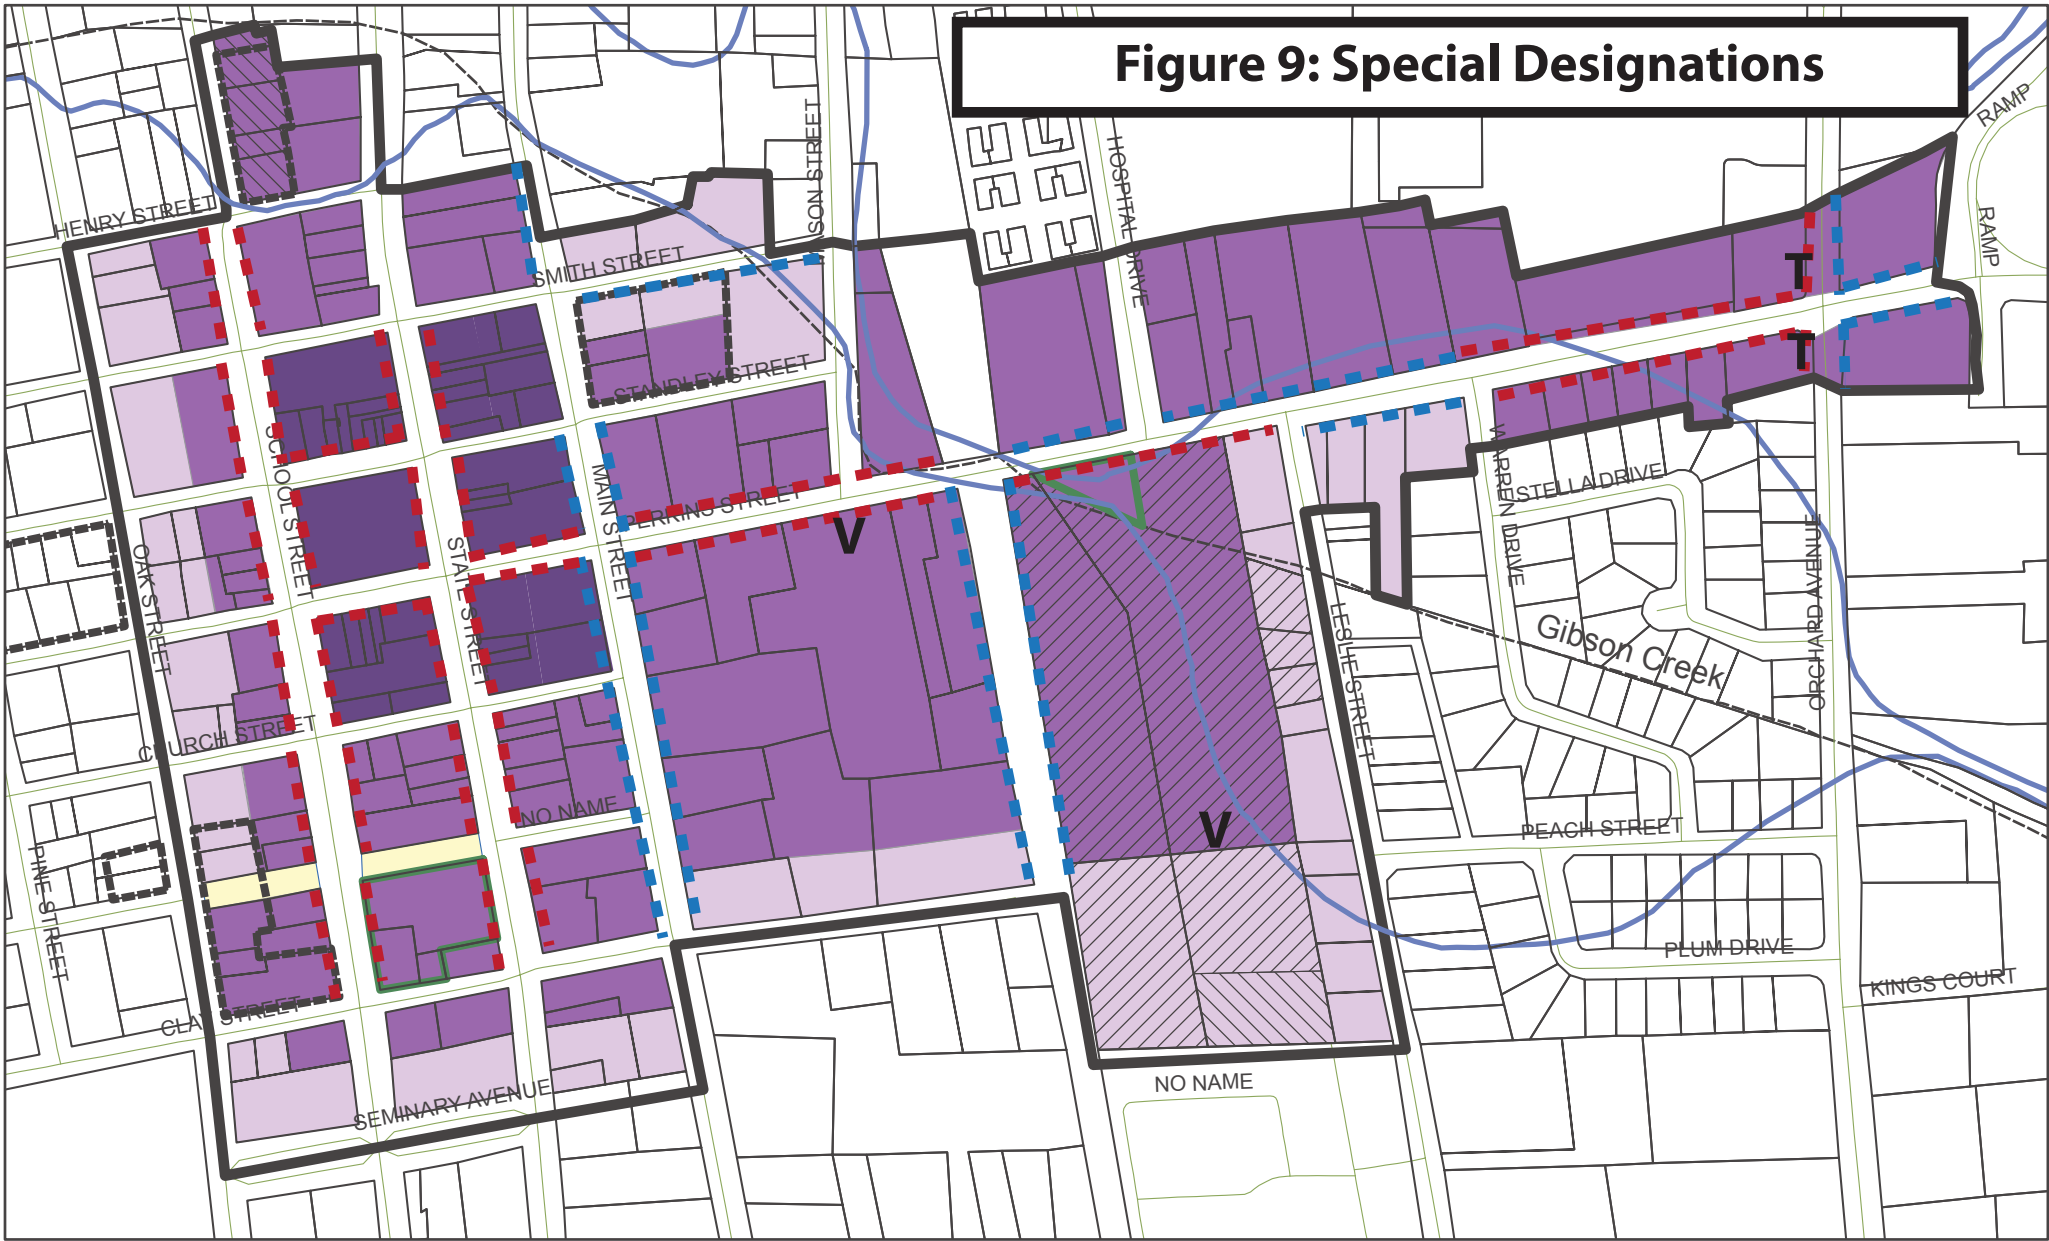 Figure 9: Special Designations
RAMP
RAMP
HENRY STREET
SMITH STREET
SON STREET
HOSPITAL DRIVE
T
T
STANDLEY STREET
SCHOOL STREET
MAIN STREET
PERKINS STREET
V
WARREN DRIVE
STELLA DRIVE
OAK STREET
STATE STREET
LESLIE STREET
Gibson Creek
ORCHARD AVENUE
CHURCH STREET
NO NAME
V
PEACH STREET
PINE STREET
PLUM DRIVE
KINGS COURT
CLAY STREET
SEMINARY AVENUE
NO NAME